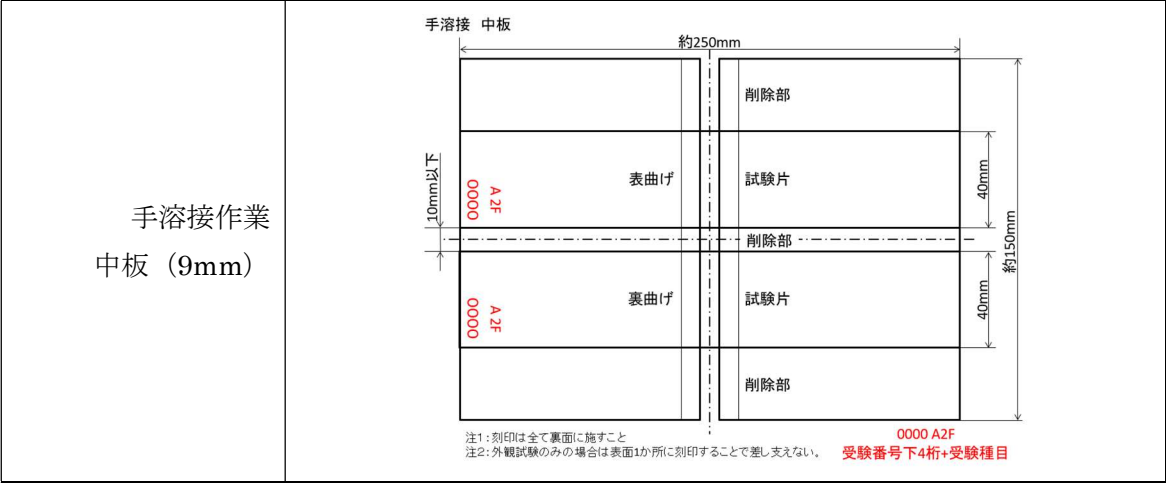 手溶接作業
中板（9mm）
手溶接 中板
約250mm
削除部
10mm以下
A 2F
0000
表曲げ
試験片
40mm
削除部
約150mm
A 2F
0000
裏曲げ
試験片
40mm
削除部
注1：刻印は全て裏面に施すこと
注2：外観試験のみの場合は表面1か所に刻印することで差し支えない。
0000 A2F
受験番号下4桁+受験種目